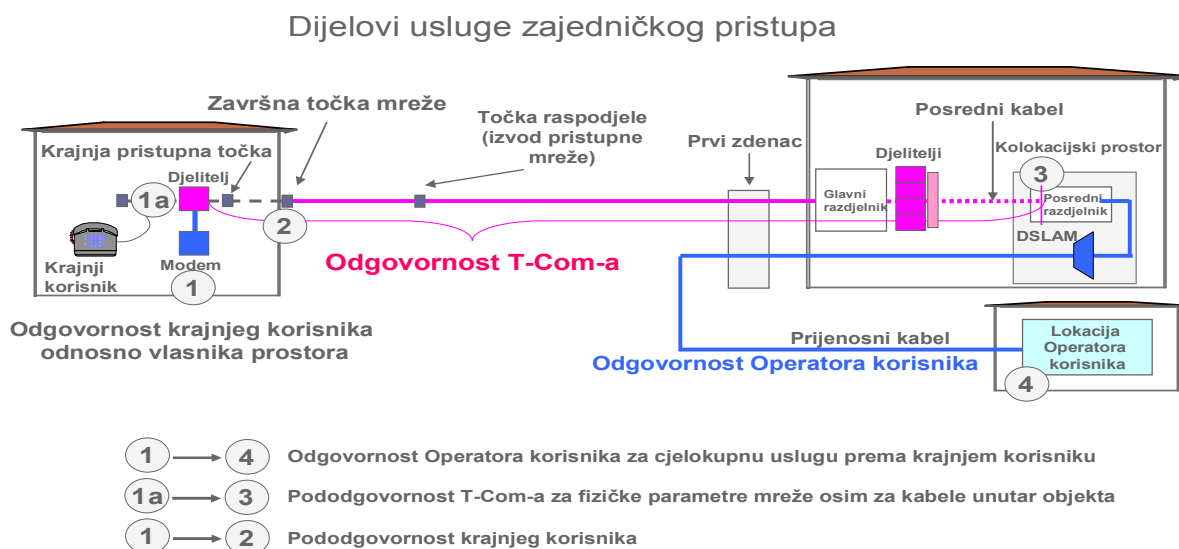 Dijelovi usluge zajedničkog pristupa
Završna točka mreže
Točka raspodjele
(izvod pristupne
mreže)
Prvi zdenac
Posredni kabel
Krajnja pristupna točka
Djelitelj
1a
Djelitelji
Kolokacijski prostor
3
Glavni
razdjelnik
Posredni
razdjelnik
DSLAM
2
Krajnji
korisnik
Modem
1
Odgovornost T-Com-a
Odgovornost krajnjeg korisnika
odnosno vlasnika prostora
Prijenosni kabel
Odgovornost Operatora korisnika
Lokacija
Operatora
korisnika
4
1 4 Odgovornost Operatora korisnika za cjelokupnu uslugu prema krajnjem korisniku
1a 3 Pododgovornost T-Com-a za fizičke parametre mreže osim za kabele unutar objekta
1 2 Pododgovornost krajnjeg korisnika